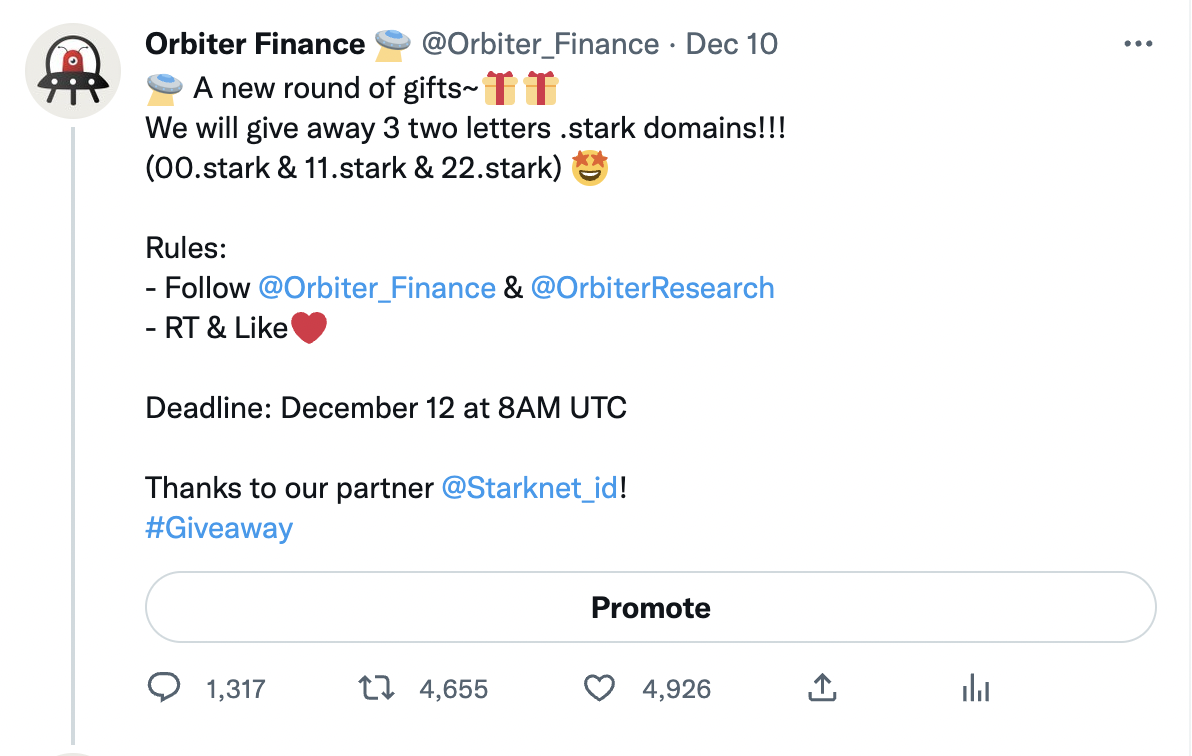 Orbiter Finance 🛸 @Orbiter_Finance · Dec 10
🛸 A new round of gifts~🎁🎁
We will give away 3 two letters .stark domains!!!
(00.stark & 11.stark & 22.stark) 🤩
Rules:
- Follow @Orbiter_Finance & @OrbiterResearch
- RT & Like❤️
Deadline: December 12 at 8AM UTC
Thanks to our partner @Starknet_id!
#Giveaway
Promote
1,317 4,655 4,926